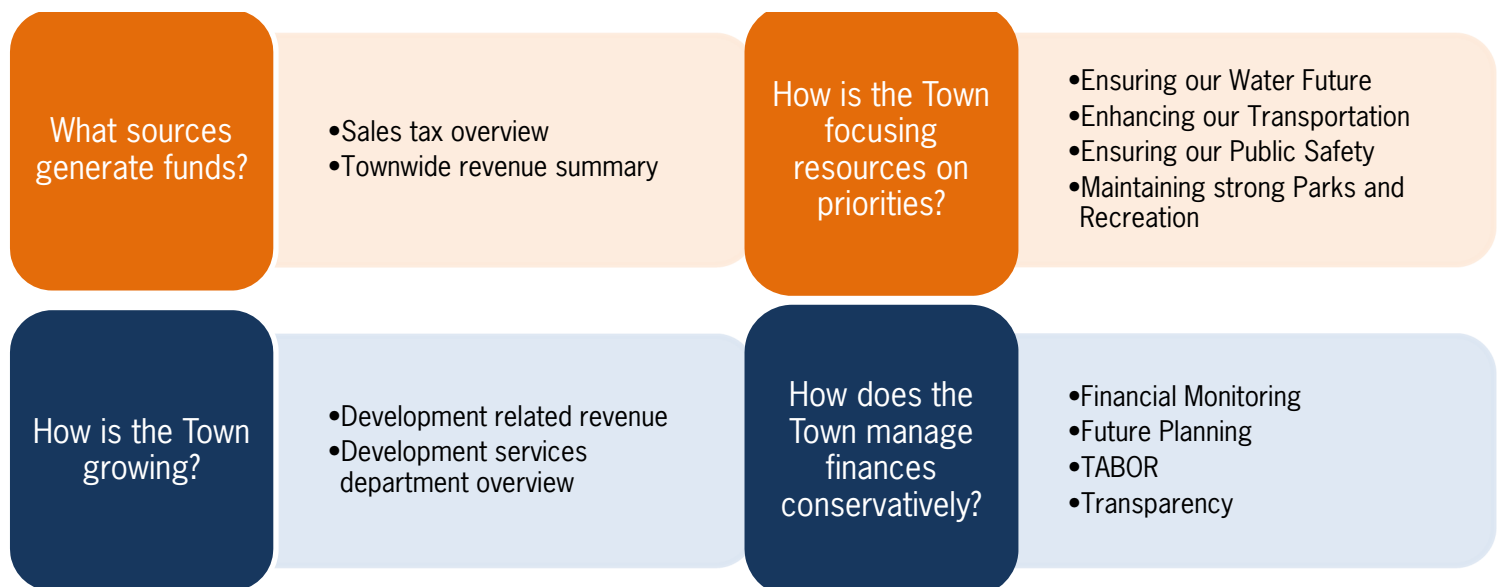 What sources
generate funds?
•Sales tax overview
•Townwide revenue summary
How is the Town
focusing
resources on
priorities?
•Ensuring our Water Future
•Enhancing our Transportation
•Ensuring our Public Safety
•Maintaining strong Parks and
Recreation
How is the Town
growing?
•Development related revenue
•Development services
department overview
How does the
Town manage
finances
conservatively?
•Financial Monitoring
•Future Planning
•TABOR
•Transparency